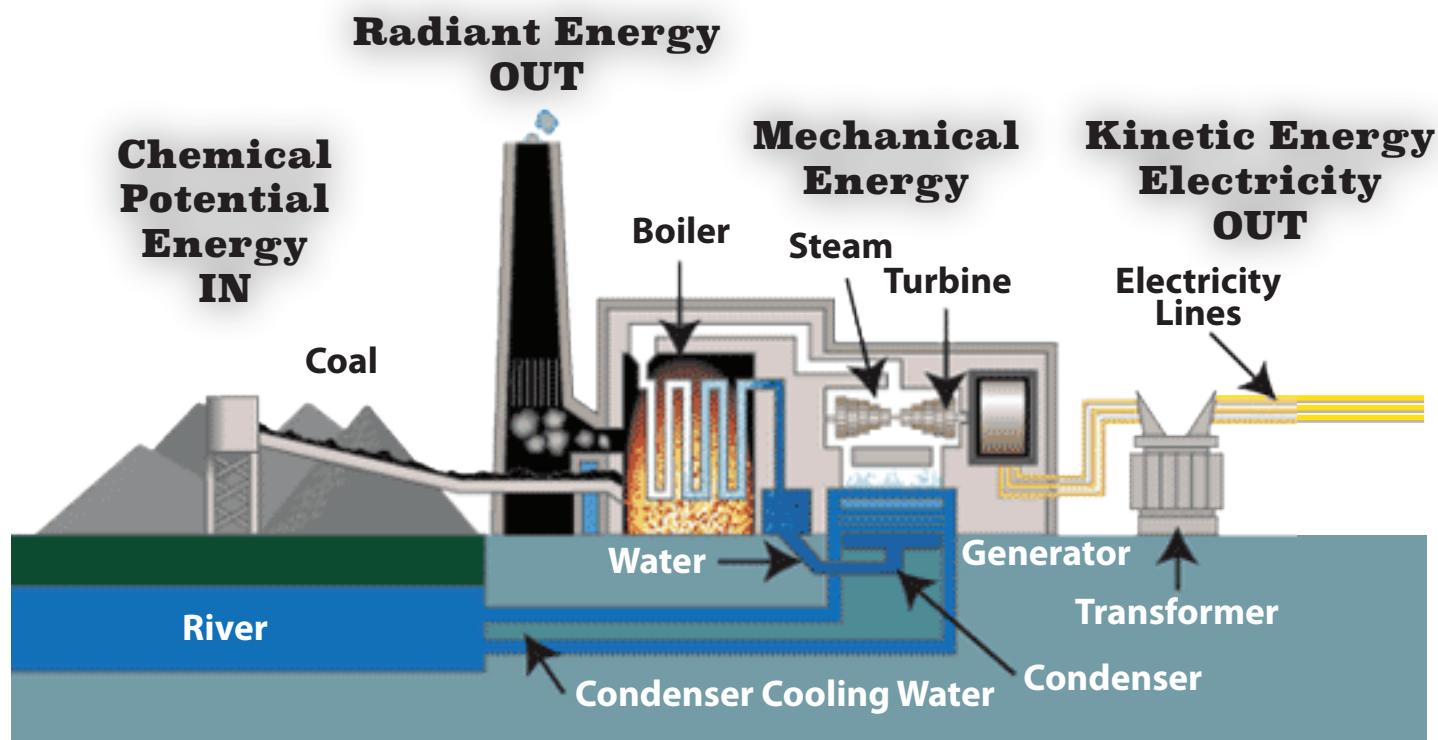 Radiant Energy
OUT
Chemical
Potential
Energy
IN
Mechanical
Energy
Kinetic Energy
Electricity
OUT
Boiler
Steam
Turbine
Electricity
Lines
Coal
Water
Generator
River
Transformer
Condenser
Condenser Cooling Water